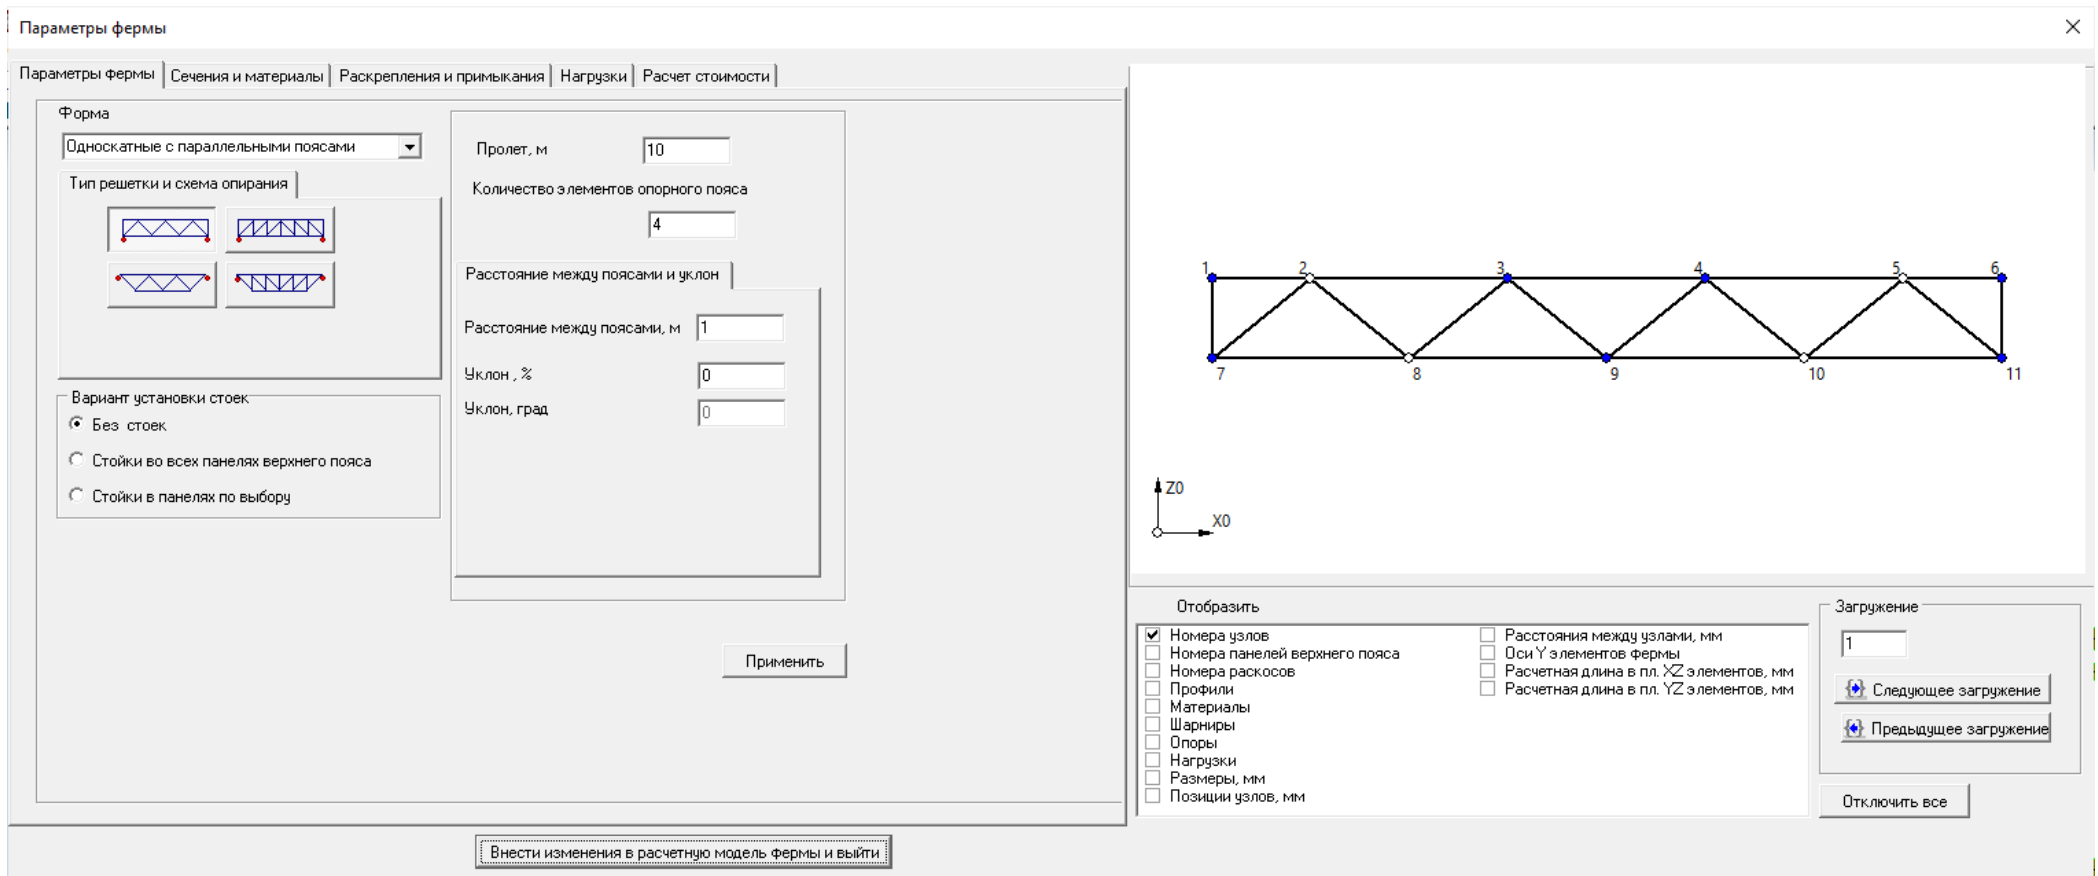 Параметры фермы
Параметры фермы
Сечения и материалы
Раскрепления и примыкания
Нагрузки
Расчет стоимости
Форма
Односкатные с параллельными поясами
Тип решетки и схема опирания
Вариант установки стоек
Без стоек
Стойки во всех панелях верхнего пояса
Стойки в панелях по выбору
Пролет, м
10
Количество элементов опорного пояса
4
Расстояние между поясами и уклон
Расстояние между поясами, м
1
Уклон , %
0
Уклон, град
0
Применить
Внести изменения в расчетную модель фермы и выйти
1 2 3 4 5 6
7 8 9 10 11
Z0
X0
Отобразить
Номера узлов
Номера панелей верхнего пояса
Номера раскосов
Профили
Материалы
Шарниры
Опоры
Нагрузки
Размеры, мм
Позиции узлов, мм
Расстояния между узлами, мм
Оси Y элементов фермы
Расчетная длина в пл. XZ элементов, мм
Расчетная длина в пл. YZ элементов, мм
Загружение
1
Следующее загружение
Предыдущее загружение
Отключить все